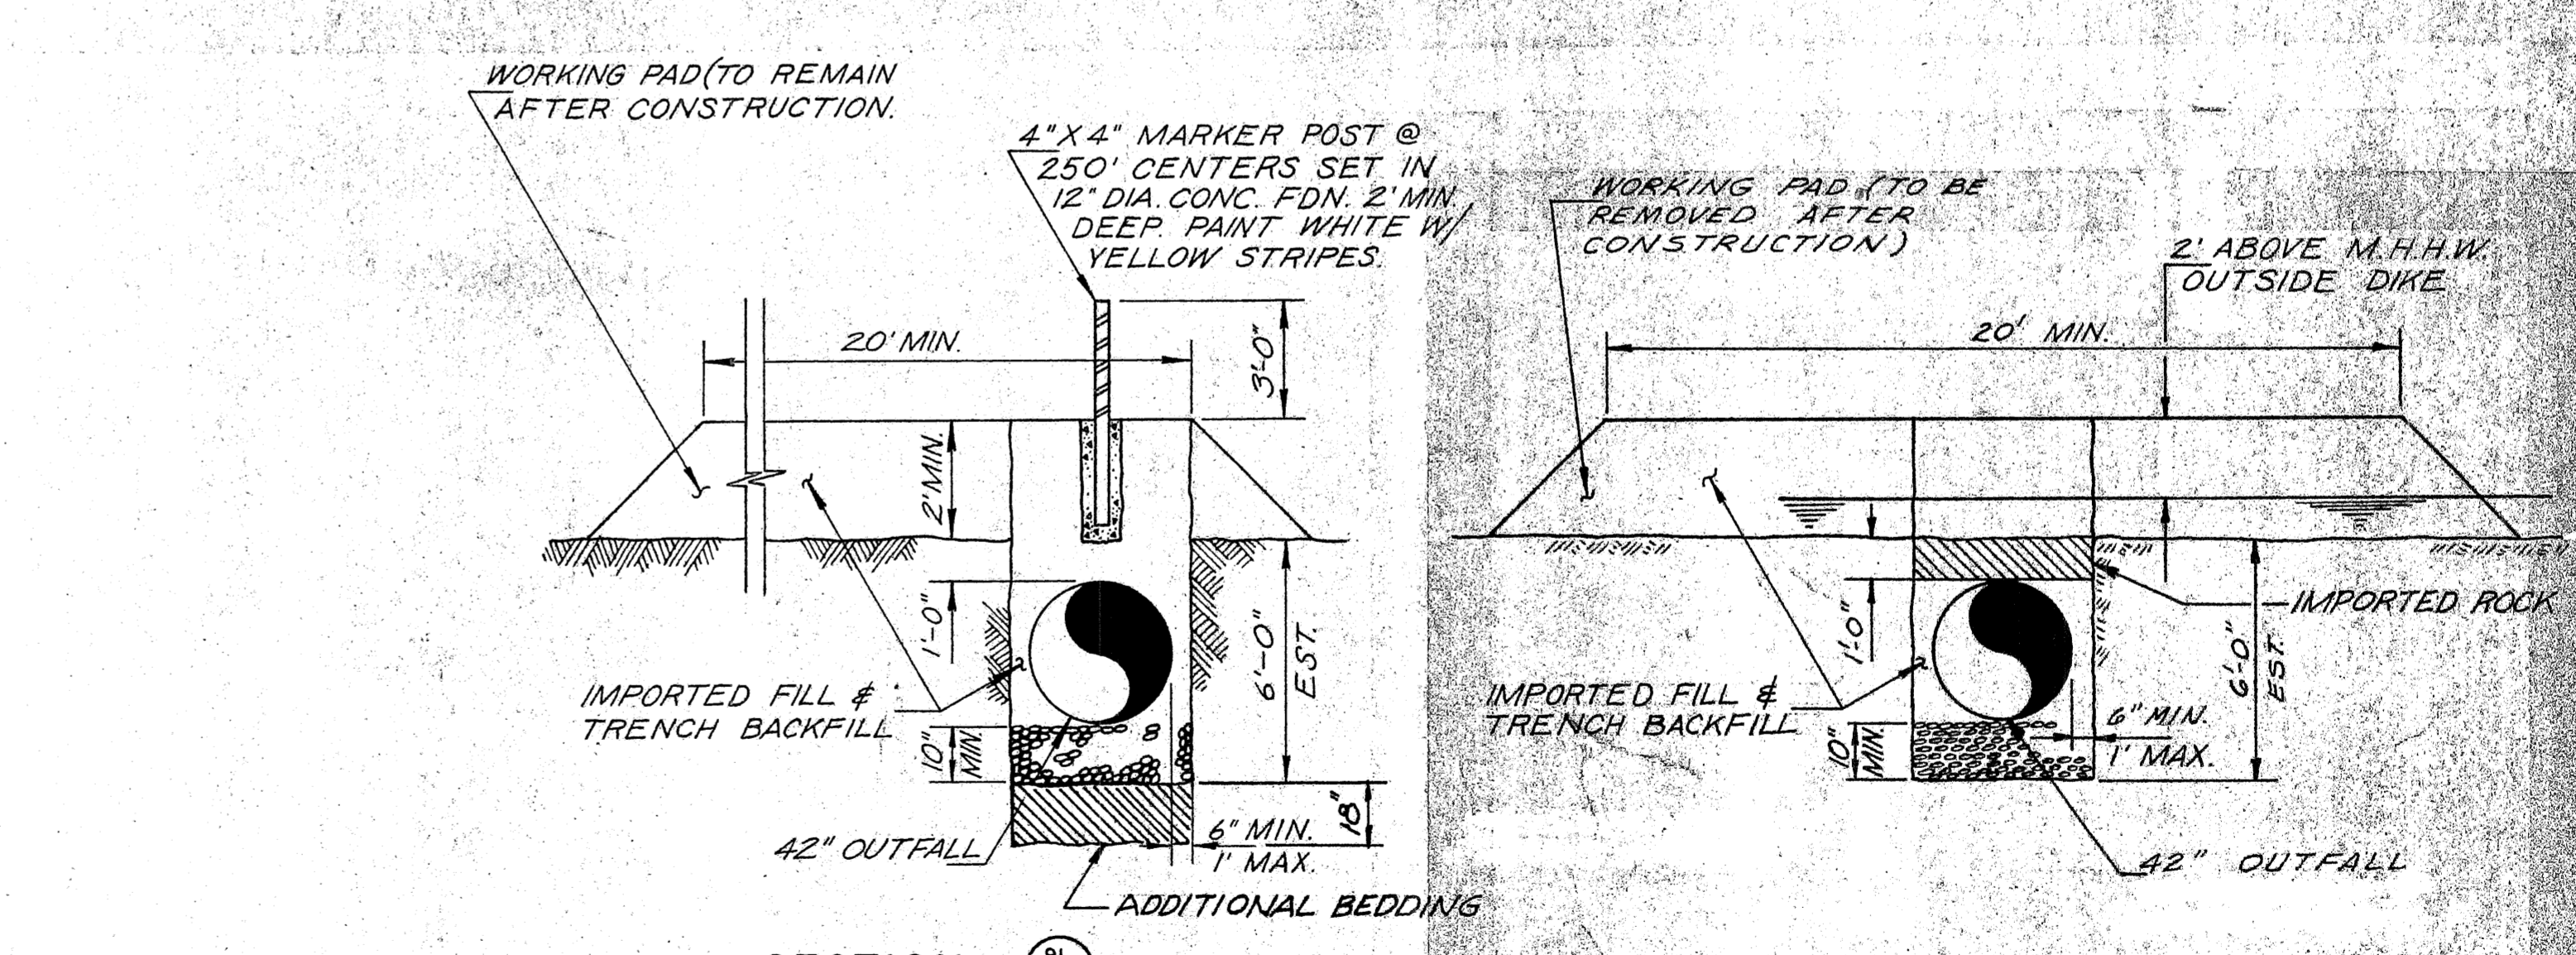 WORKING PAD (TO REMAIN
AFTER CONSTRUCTION.
4" X 4" MARKER POST @
250' CENTERS SET IN
12" DIA. CONC. FDN. 2' MIN.
DEEP. PAINT WHITE W/
YELLOW STRIPES.
20' MIN.
3'-0"
2' MIN.
1'-0"
6'-0"
EST.
IMPORTED FILL &
TRENCH BACKFILL
10"
MIN.
42" OUTFALL
6" MIN.
1' MAX.
18"
ADDITIONAL BEDDING
WORKING PAD (TO BE
REMOVED AFTER
CONSTRUCTION)
2' ABOVE M.H.H.W.
OUTSIDE DIKE
20' MIN.
IMPORTED ROCK
1'-0"
6'-0"
EST.
IMPORTED FILL &
TRENCH BACKFILL
10"
MIN.
6" MIN.
1' MAX.
42" OUTFALL